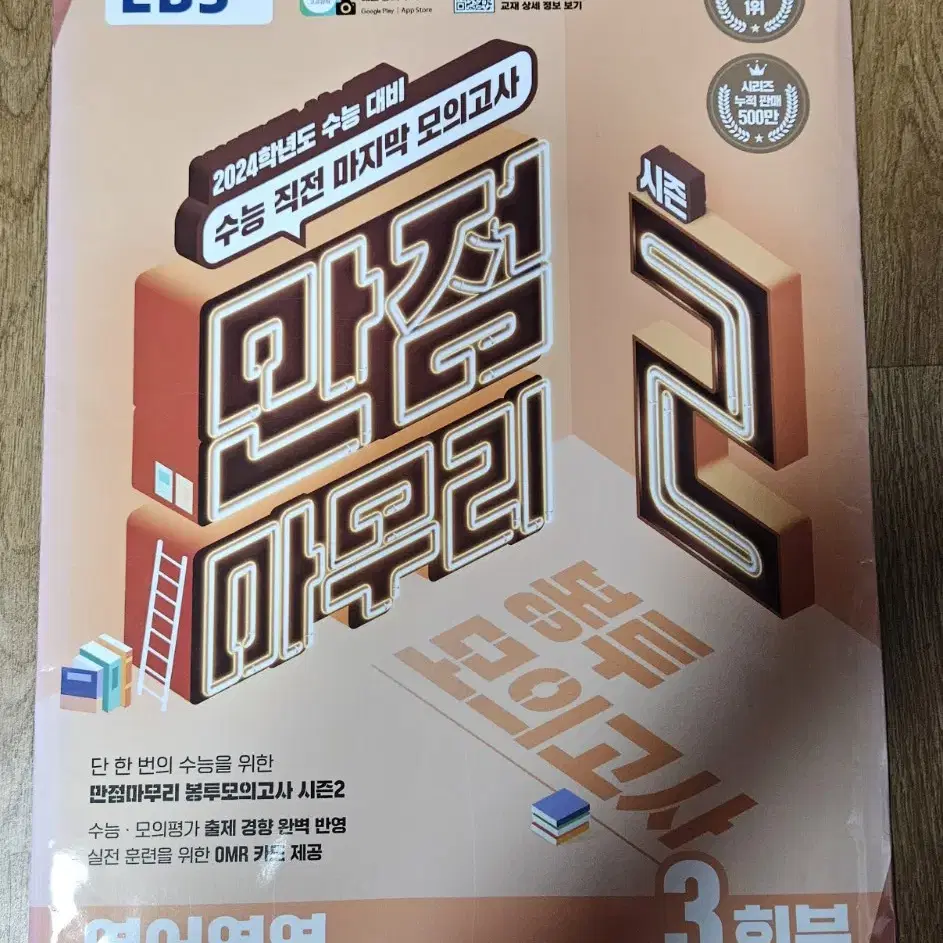 EBS
Google Play | App Store
교재 상세 정보 보기
1위
시리즈
누적 판매
500만
2024학년도 수능 대비
수능 직전 마지막 모의고사
만점
마무리
시즌
2
봉투
모의고사
단 한 번의 수능을 위한
만점마무리 봉투모의고사 시즌2
수능 · 모의평가 출제 경향 완벽 반영
실전 훈련을 위한 OMR 카드 제공
영어영역
3회분